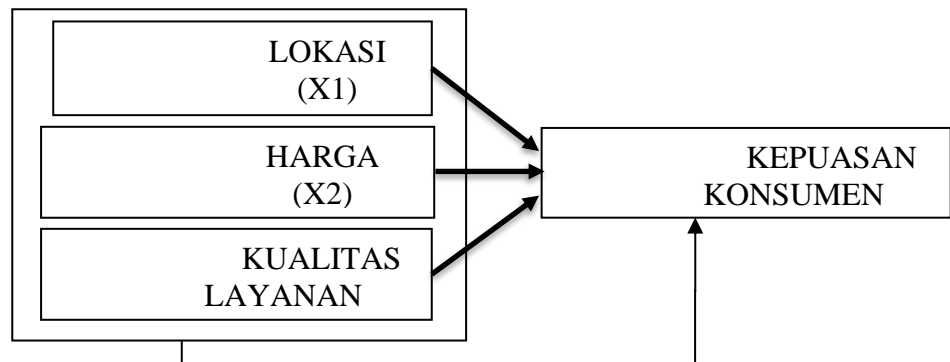 LOKASI
(X1)
HARGA
(X2)
KUALITAS
LAYANAN
KEPUASAN
KONSUMEN